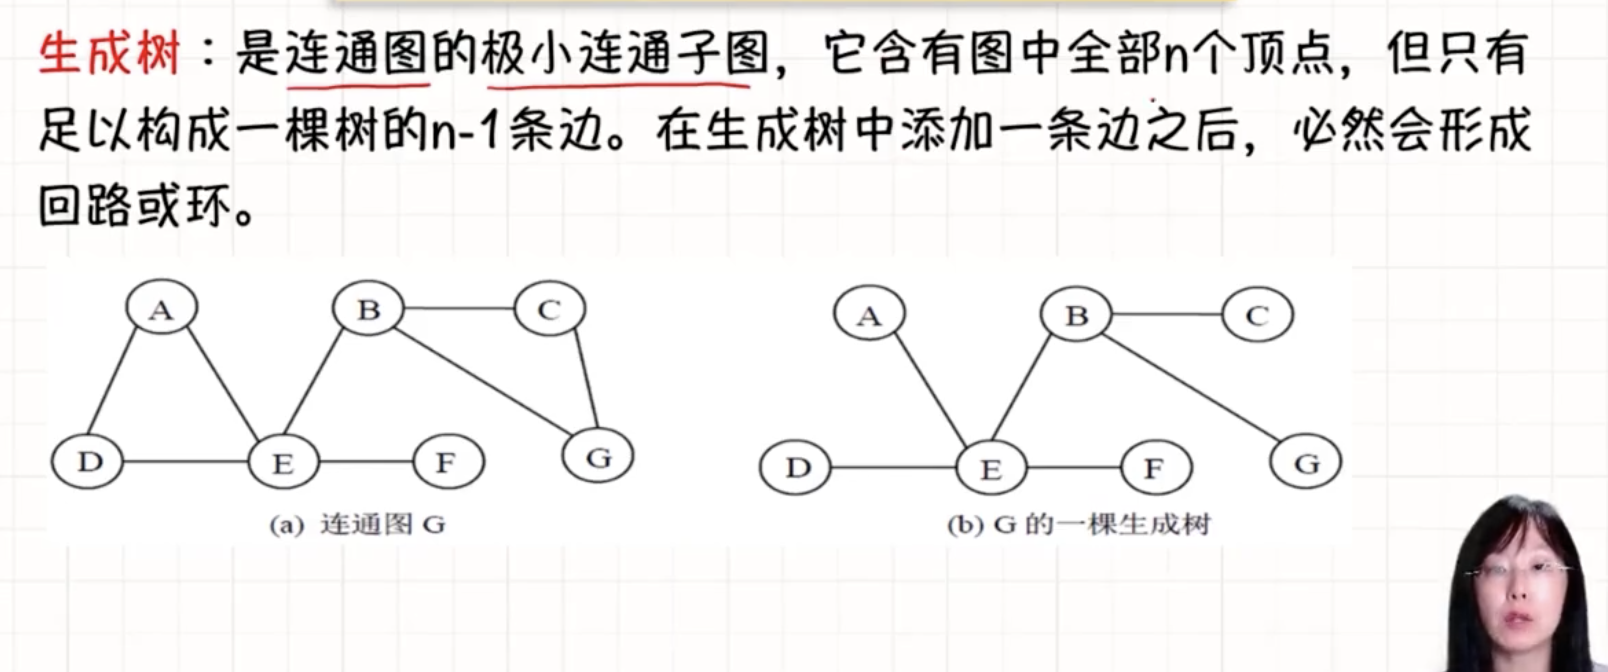 生成树：是连通图的极小连通子图，它含有图中全部n个顶点，但只有
足以构成一棵树的n-1条边。在生成树中添加一条边之后，必然会形成
回路或环。
A B C
D E F G
(a) 连通图 G
A B C
D E F G
(b) G 的一棵生成树